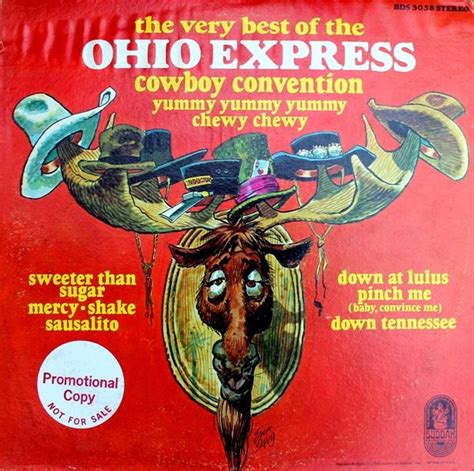 BDS 5058 STEREO
the very best of the
OHIO EXPRESS
cowboy convention
yummy yummy yummy
chewy chewy
CONDUCTOR
sweeter than
sugar
mercy • shake
sausalito
down at lulus
pinch me
(baby, convince me)
down tennessee
Promotional
Copy
NOT FOR SALE
BUDDAH